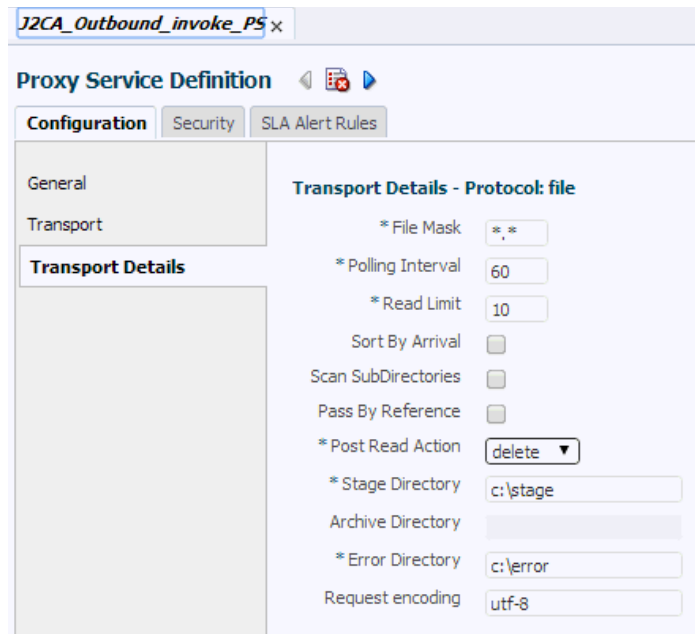 J2CA_Outbound_invoke_PS
Proxy Service Definition
Configuration Security SLA Alert Rules
General
Transport
Transport Details
Transport Details - Protocol: file
* File Mask *.*
* Polling Interval 60
* Read Limit 10
Sort By Arrival
Scan SubDirectories
Pass By Reference
* Post Read Action delete
* Stage Directory c:\stage
Archive Directory
* Error Directory c:\error
Request encoding utf-8